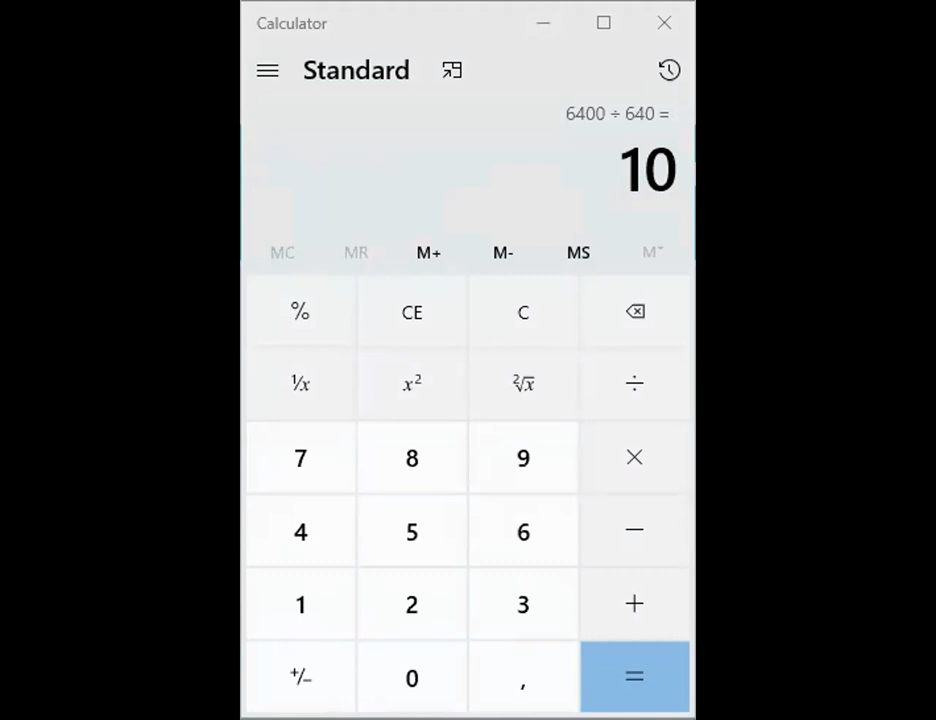 Calculator
Standard
6400 ÷ 640 =
10
MC MR M+ M- MS M˅
% CE C
¹/x x² ²√x ÷
7 8 9 ×
4 5 6 −
1 2 3 +
+/− 0 , =